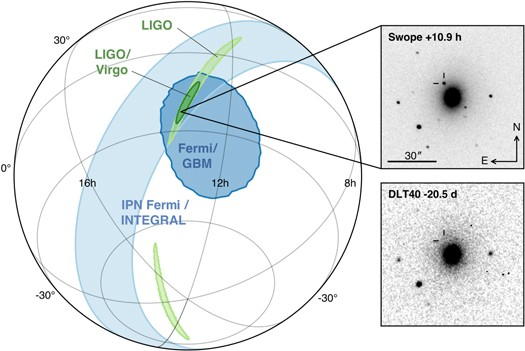 LIGO
LIGO/
Virgo
30°
Fermi/
GBM
0°
16h
12h
8h
IPN Fermi /
INTEGRAL
-30°
-30°
Swope +10.9 h
30"
N
E
DLT40 -20.5 d